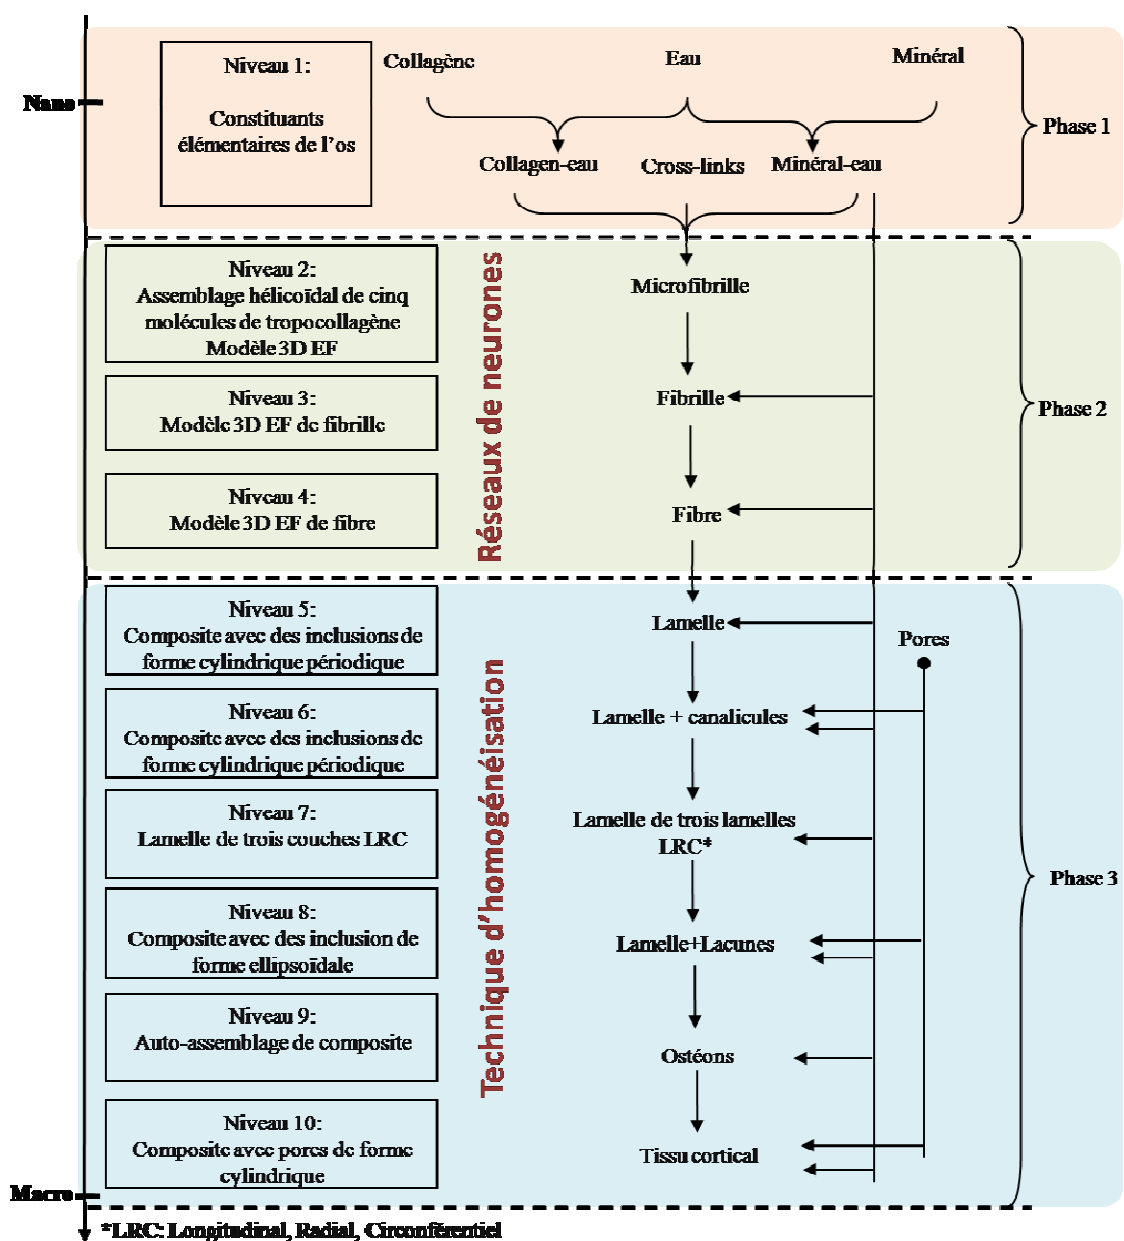 Nano
Niveau 1:
Constituants
élémentaires de l'os
Collagène
Eau
Minéral
Collagen-eau
Cross-links
Minéral-eau
Phase 1
Niveau 2:
Assemblage hélicoïdal de cinq
molécules de tropocollagène
Modèle 3D EF
Niveau 3:
Modèle 3D EF de fibrille
Niveau 4:
Modèle 3D EF de fibre
Réseaux de neurones
Microfibrille
Fibrille
Fibre
Phase 2
Niveau 5:
Composite avec des inclusions de
forme cylindrique périodique
Niveau 6:
Composite avec des inclusions de
forme cylindrique périodique
Niveau 7:
Lamelle de trois couches LRC
Niveau 8:
Composite avec des inclusion de
forme ellipsoïdale
Niveau 9:
Auto-assemblage de composite
Niveau 10:
Composite avec pores de forme
cylindrique
Technique d'homogénéisation
Lamelle
Pores
Lamelle + canalicules
Lamelle de trois lamelles
LRC*
Lamelle+Lacunes
Ostéons
Tissu cortical
Phase 3
Macro
*LRC: Longitudinal, Radial, Circonférentiel